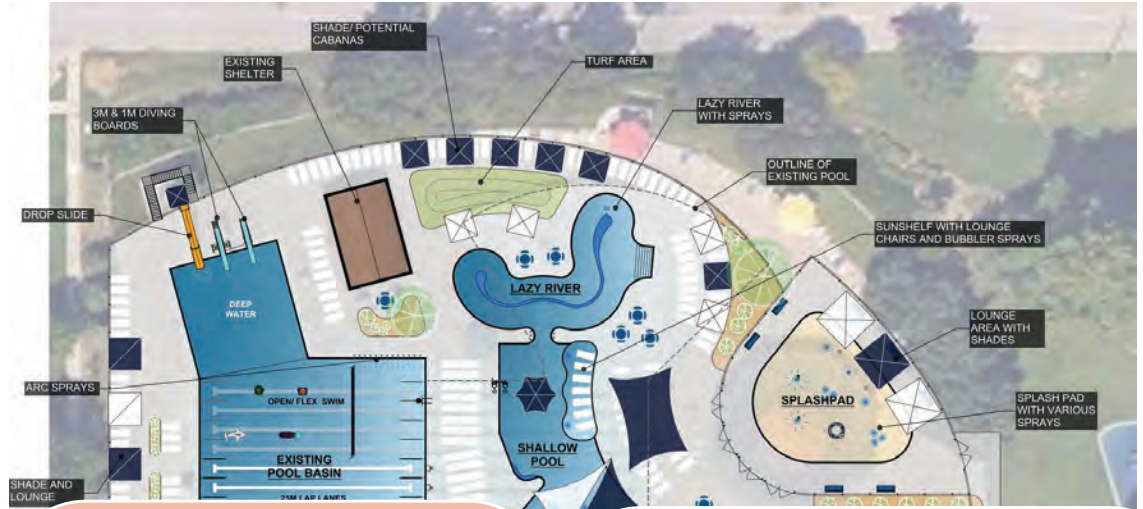 SHADE/ POTENTIAL
CABANAS
EXISTING
SHELTER
TURF AREA
3M & 1M DIVING
BOARDS
LAZY RIVER
WITH SPRAYS
OUTLINE OF
EXISTING POOL
DROP SLIDE
SUNSHELF WITH LOUNGE
CHAIRS AND BUBBLER SPRAYS
LAZY RIVER
DEEP
WATER
LOUNGE
AREA WITH
SHADES
ARC SPRAYS
OPEN/ FLEX SWIM
SPLASHPAD
SPLASH PAD
WITH VARIOUS
SPRAYS
SHALLOW
POOL
EXISTING
POOL BASIN
SHADE AND
LOUNGE
25M LAP LANES